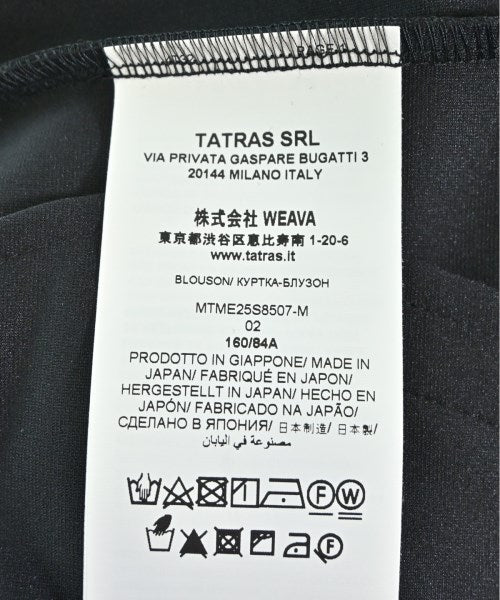 TATRAS SRL
VIA PRIVATA GASPARE BUGATTI 3
20144 MILANO ITALY
株式会社 WEAVA
東京都渋谷区恵比寿南 1-20-6
www.tatras.it
BLOUSON/ КУРТКА-БЛУЗОН
MTME25S8507-M
02
160/84A
PRODOTTO IN GIAPPONE/ MADE IN
JAPAN/ FABRIQUÉ EN JAPON/
HERGESTELLT IN JAPAN/ HECHO EN
JAPÓN/ FABRICADO NA JAPÃO/
СДЕЛАНО В ЯПОНИЯ/ 日本制造/ 日本製/
مصنوعة في اليابان
F W
F